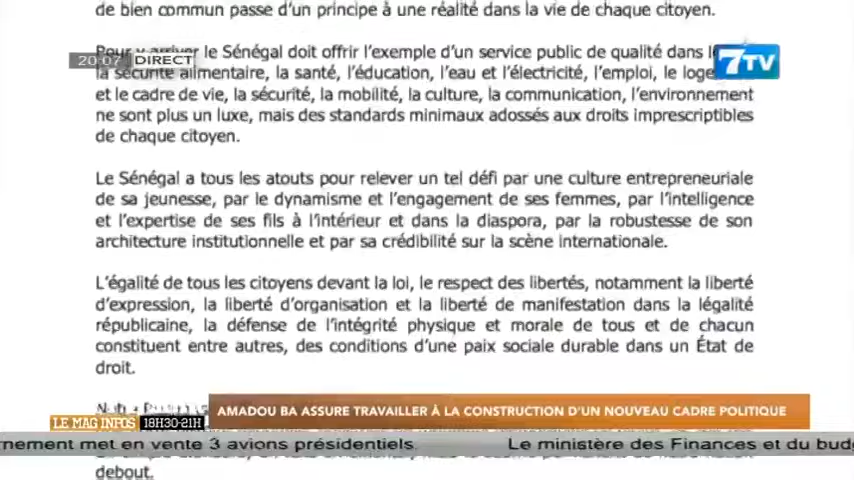 de bien commun passe d'un principe à une réalité dans la vie de chaque citoyen.
20:07 DIRECT
7TV
Pour y arriver le Sénégal doit offrir l'exemple d'un service public de qualité dans
la sécurité alimentaire, la santé, l'éducation, l'eau et l'électricité, l'emploi, le
et le cadre de vie, la sécurité, la mobilité, la culture, la communication, l'environnement
ne sont plus un luxe, mais des standards minimaux adossés aux droits imprescriptibles
de chaque citoyen.
Le Sénégal a tous les atouts pour relever un tel défi par une culture entrepreneuriale
de sa jeunesse, par le dynamisme et l'engagement de ses femmes, par l'intelligence
et l'expertise de ses fils à l'intérieur et dans la diaspora, par la robustesse de son
architecture institutionnelle et par sa crédibilité sur la scène internationale.
L'égalité de tous les citoyens devant la loi, le respect des libertés, notamment la liberté
d'expression, la liberté d'organisation et la liberté de manifestation dans la légalité
républicaine, la défense de l'intégrité physique et morale de tous et de chacun
constituent entre autres, des conditions d'une paix sociale durable dans un État de
droit.
AMADOU BA ASSURE TRAVAILLER À LA CONSTRUCTION D'UN NOUVEAU CADRE POLITIQUE
LE MAG INFOS 18H30-21H
rnement met en vente 3 avions présidentiels. Le ministère des Finances et du budg
debout.